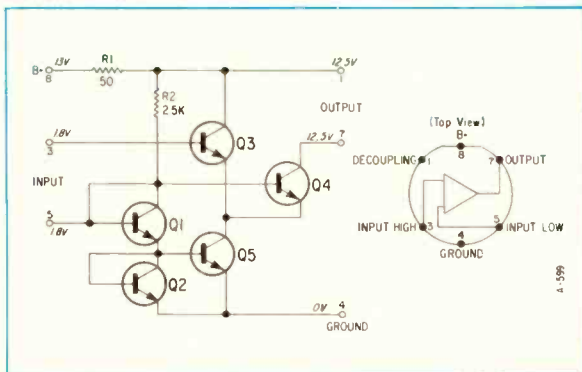 B+ 13V R1 12.5V
8 50 1
R2
2.5K
OUTPUT
1.8V
3
Q3
12.5V 7
Q4
INPUT
5
1.8V
Q1
Q5
Q2
0V 4
GROUND
(Top View)
B+
8
DECOUPLING 1 7 OUTPUT
INPUT HIGH 3 5 INPUT LOW
4
GROUND
A-599